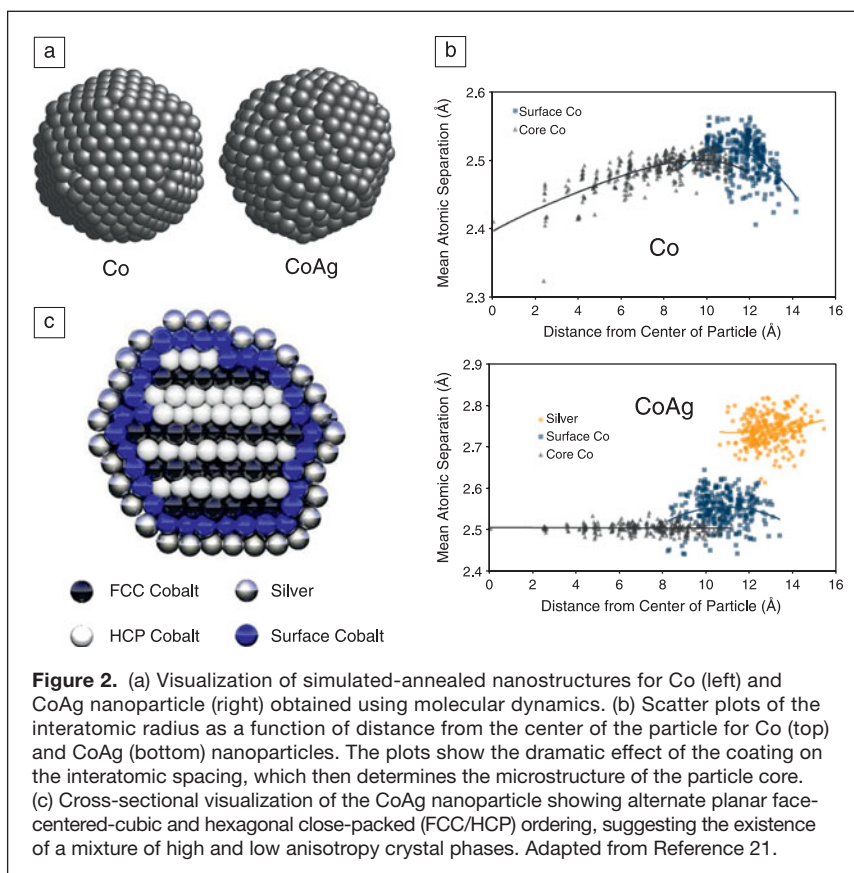 a
Co
CoAg
b
2.6
2.5
2.4
2.3
Mean Atomic Separation (Å)
Surface Co
Core Co
Co
0 2 4 6 8 10 12 14 16
Distance from Center of Particle (Å)
2.9
2.8
2.7
2.6
2.5
2.4
Mean Atomic Separation (Å)
CoAg
Silver
Surface Co
Core Co
0 2 4 6 8 10 12 14 16
Distance from Center of Particle (Å)
c
FCC Cobalt
Silver
HCP Cobalt
Surface Cobalt
Figure 2. (a) Visualization of simulated-annealed nanostructures for Co (left) and
CoAg nanoparticle (right) obtained using molecular dynamics. (b) Scatter plots of the
interatomic radius as a function of distance from the center of the particle for Co (top)
and CoAg (bottom) nanoparticles. The plots show the dramatic effect of the coating on
the interatomic spacing, which then determines the microstructure of the particle core.
(c) Cross-sectional visualization of the CoAg nanoparticle showing alternate planar face-
centered-cubic and hexagonal close-packed (FCC/HCP) ordering, suggesting the existence
of a mixture of high and low anisotropy crystal phases. Adapted from Reference 21.